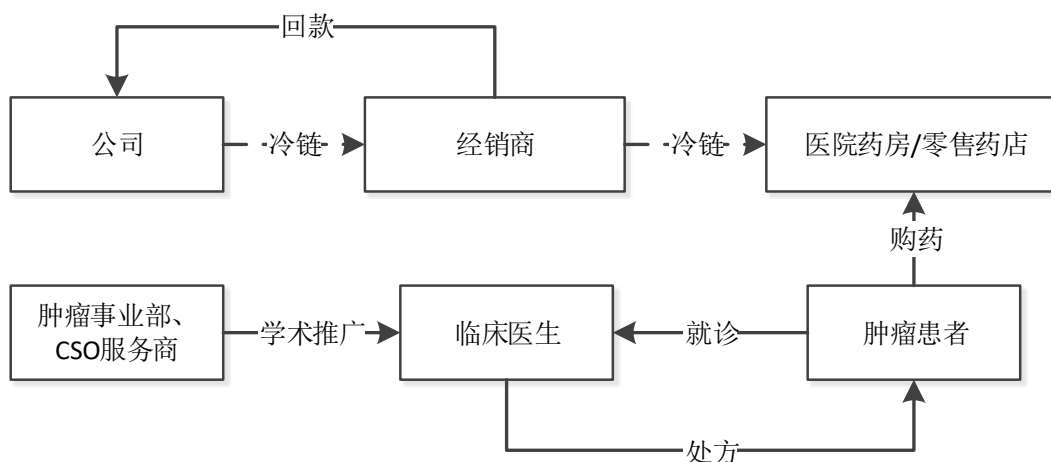 回款
公司
冷链
经销商
冷链
医院药房/零售药店
购药
肿瘤事业部、
CSO服务商
学术推广
临床医生
就诊
肿瘤患者
处方